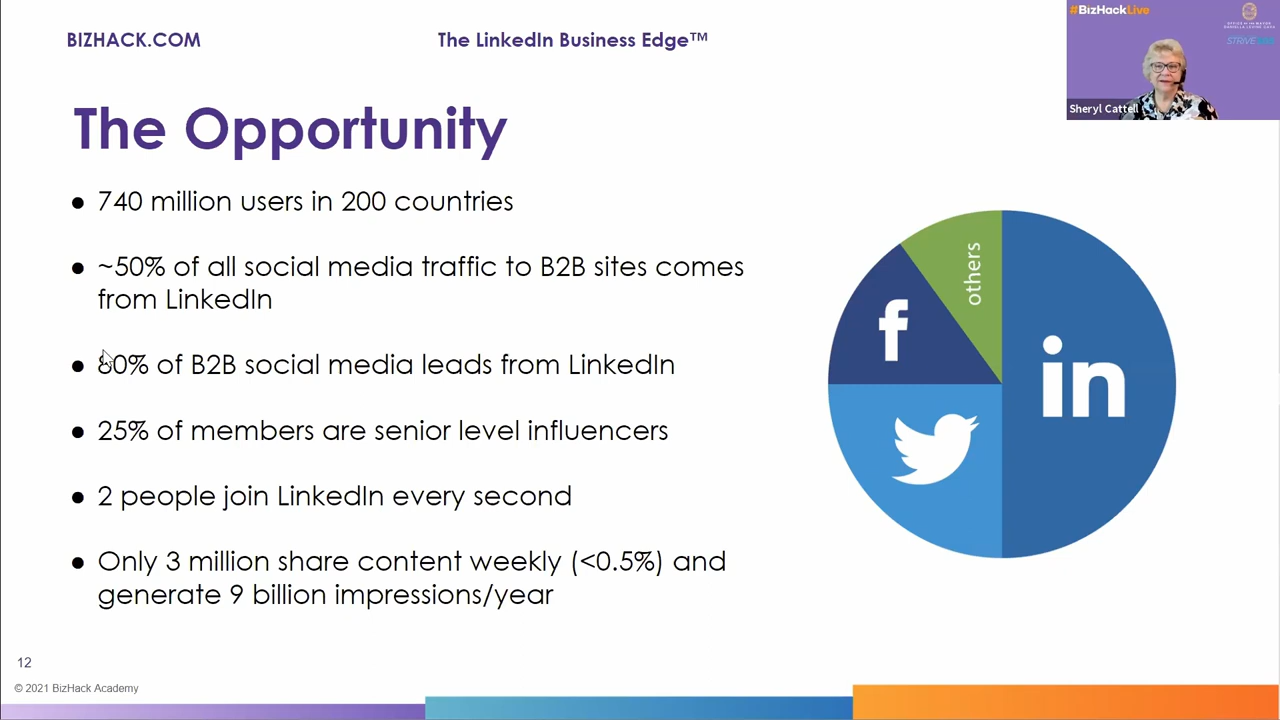 BIZHACK.COM
The LinkedIn Business Edge™
#BizHackLive
Sheryl Cattell
The Opportunity
● 740 million users in 200 countries
● ~50% of all social media traffic to B2B sites comes
from LinkedIn
● 80% of B2B social media leads from LinkedIn
● 25% of members are senior level influencers
● 2 people join LinkedIn every second
● Only 3 million share content weekly (<0.5%) and
generate 9 billion impressions/year
others
f
in
12
© 2021 BizHack Academy